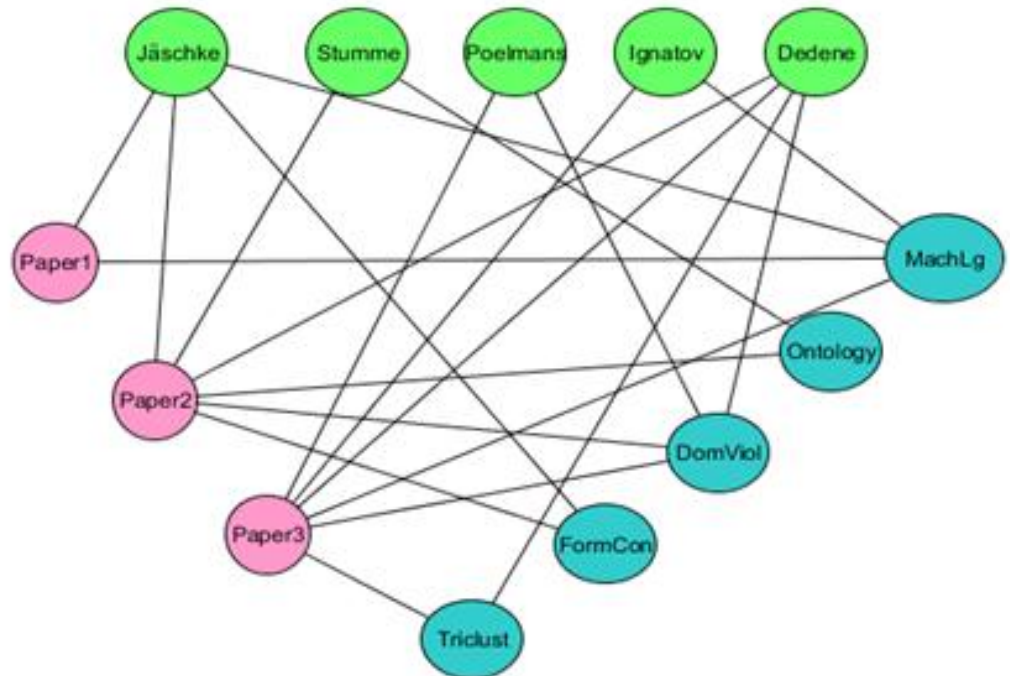 Jäschke
Stumme
Poelmans
Ignatov
Dedene
Paper1
MachLg
Ontology
Paper2
DomViol
Paper3
FormCon
Triclust